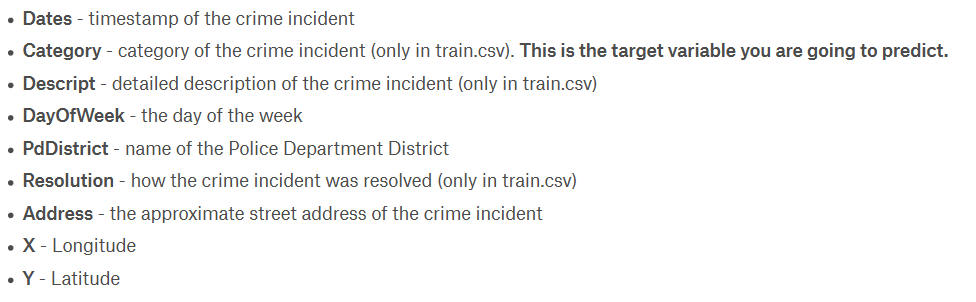 • Dates - timestamp of the crime incident
• Category - category of the crime incident (only in train.csv). This is the target variable you are going to predict.
• Descript - detailed description of the crime incident (only in train.csv)
• DayOfWeek - the day of the week
• PdDistrict - name of the Police Department District
• Resolution - how the crime incident was resolved (only in train.csv)
• Address - the approximate street address of the crime incident
• X - Longitude
• Y - Latitude